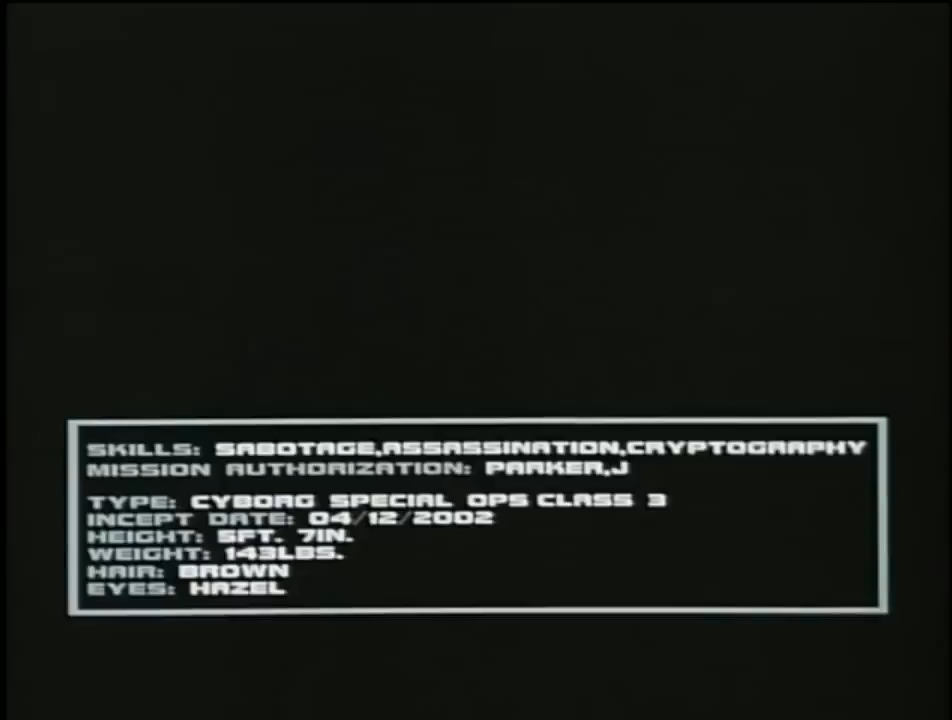 SKILLS: SABOTAGE,ASSASSINATION,CRYPTOGRAPHY
MISSION AUTHORIZATION: PARKER,J
TYPE: CYBORG SPECIAL OPS CLASS 3
INCEPT DATE: 04/12/2002
HEIGHT: 5FT. 7IN.
WEIGHT: 143LBS.
HAIR: BROWN
EYES: HAZEL